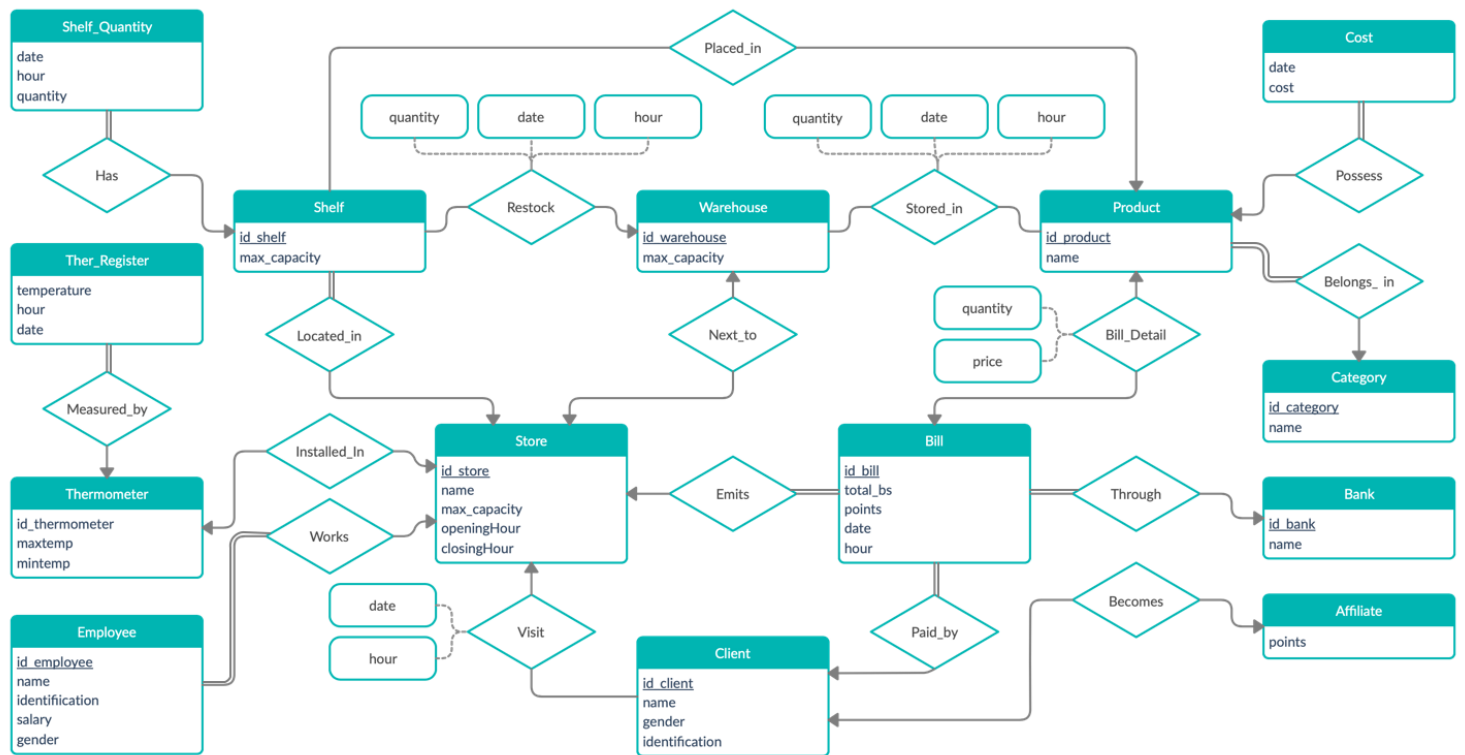 Shelf_Quantity
date
hour
quantity
Placed_in
Cost
date
cost
quantity
date
hour
quantity
date
hour
Has
Possess
Shelf
id_shelf
max_capacity
Restock
Warehouse
id_warehouse
max_capacity
Stored_in
Product
id_product
name
Ther_Register
temperature
hour
date
Located_in
Next_to
quantity
price
Bill_Detail
Belongs_ in
Category
id_category
name
Measured_by
Installed_In
Store
id_store
name
max_capacity
openingHour
closingHour
Emits
Bill
id_bill
total_bs
points
date
hour
Through
Bank
id_bank
name
Thermometer
id_thermometer
maxtemp
mintemp
Works
Employee
id_employee
name
identifiication
salary
gender
date
hour
Visit
Client
id_client
name
gender
identification
Paid_by
Becomes
Affiliate
points